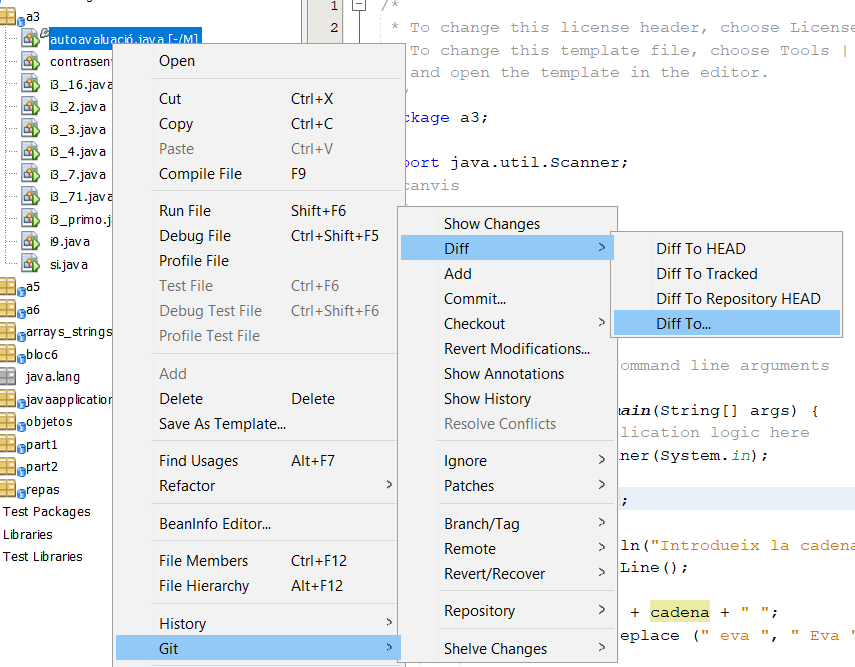 a3
autoavaluació.java [-/M]
contrasen
i3_16.java
i3_2.java
i3_3.java
i3_4.java
i3_7.java
i3_71.java
i3_primo.j
i9.java
si.java
a5
a6
arrays_strings
bloc6
java.lang
javaapplication
objetos
part1
part2
repas
Test Packages
Libraries
Test Libraries
Open
Cut Ctrl+X
Copy Ctrl+C
Paste Ctrl+V
Compile File F9
Run File Shift+F6
Debug File Ctrl+Shift+F5
Profile File
Test File Ctrl+F6
Debug Test File Ctrl+Shift+F6
Profile Test File
Add
Delete Delete
Save As Template...
Find Usages Alt+F7
Refactor >
BeanInfo Editor...
File Members Ctrl+F12
File Hierarchy Alt+F12
History >
Git >
Show Changes
Diff >
Add
Commit...
Checkout >
Revert Modifications...
Show Annotations
Show History
Resolve Conflicts
Ignore >
Patches >
Branch/Tag >
Remote >
Revert/Recover >
Repository >
Shelve Changes >
Diff To HEAD
Diff To Tracked
Diff To Repository HEAD
Diff To...
1 /*
2 * To change this license header, choose License
To change this template file, choose Tools |
and open the template in the editor.
/
ckage a3;
port java.util.Scanner;
canvis
ommand line arguments
main(String[] args) {
lication logic here
ner(System.in);
;
ln("Introdueix la cadena
Line();
+ cadena + " ";
eplace (" eva ", " Eva "